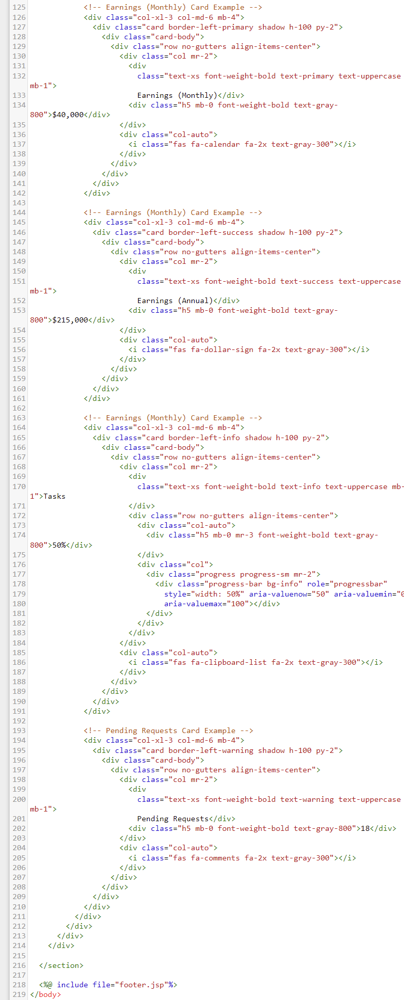 125 <!-- Earnings (Monthly) Card Example -->
126 <div class="col-xl-3 col-md-6 mb-4">
127 <div class="card border-left-primary shadow h-100 py-2">
128 <div class="card-body">
129 <div class="row no-gutters align-items-center">
130 <div class="col mr-2">
131 <div
132 class="text-xs font-weight-bold text-primary text-uppercase
mb-1">
133 Earnings (Monthly)</div>
134 <div class="h5 mb-0 font-weight-bold text-gray-
800">$40,000</div>
135 </div>
136 <div class="col-auto">
137 <i class="fas fa-calendar fa-2x text-gray-300"></i>
138 </div>
139 </div>
140 </div>
141 </div>
142 </div>
143
144 <!-- Earnings (Monthly) Card Example -->
145 <div class="col-xl-3 col-md-6 mb-4">
146 <div class="card border-left-success shadow h-100 py-2">
147 <div class="card-body">
148 <div class="row no-gutters align-items-center">
149 <div class="col mr-2">
150 <div
151 class="text-xs font-weight-bold text-success text-uppercase
mb-1">
152 Earnings (Annual)</div>
153 <div class="h5 mb-0 font-weight-bold text-gray-
800">$215,000</div>
154 </div>
155 <div class="col-auto">
156 <i class="fas fa-dollar-sign fa-2x text-gray-300"></i>
157 </div>
158 </div>
159 </div>
160 </div>
161 </div>
162
163 <!-- Earnings (Monthly) Card Example -->
164 <div class="col-xl-3 col-md-6 mb-4">
165 <div class="card border-left-info shadow h-100 py-2">
166 <div class="card-body">
167 <div class="row no-gutters align-items-center">
168 <div class="col mr-2">
169 <div
170 class="text-xs font-weight-bold text-info text-uppercase mb-
1">Tasks
171 </div>
172 <div class="row no-gutters align-items-center">
173 <div class="col-auto">
174 <div class="h5 mb-0 mr-3 font-weight-bold text-gray-
800">50%</div>
175 </div>
176 <div class="col">
177 <div class="progress progress-sm mr-2">
178 <div class="progress-bar bg-info" role="progressbar"
179 style="width: 50%" aria-valuenow="50" aria-valuemin="0
180 aria-valuemax="100"></div>
181 </div>
182 </div>
183 </div>
184 </div>
185 <div class="col-auto">
186 <i class="fas fa-clipboard-list fa-2x text-gray-300"></i>
187 </div>
188 </div>
189 </div>
190 </div>
191 </div>
192
193 <!-- Pending Requests Card Example -->
194 <div class="col-xl-3 col-md-6 mb-4">
195 <div class="card border-left-warning shadow h-100 py-2">
196 <div class="card-body">
197 <div class="row no-gutters align-items-center">
198 <div class="col mr-2">
199 <div
200 class="text-xs font-weight-bold text-warning text-uppercase
mb-1">
201 Pending Requests</div>
202 <div class="h5 mb-0 font-weight-bold text-gray-800">18</div>
203 </div>
204 <div class="col-auto">
205 <i class="fas fa-comments fa-2x text-gray-300"></i>
206 </div>
207 </div>
208 </div>
209 </div>
210 </div>
211 </div>
212 </div>
213 </div>
214 </div>
215
216 </section>
217
218 <%@ include file="footer.jsp"%>
219 </body>